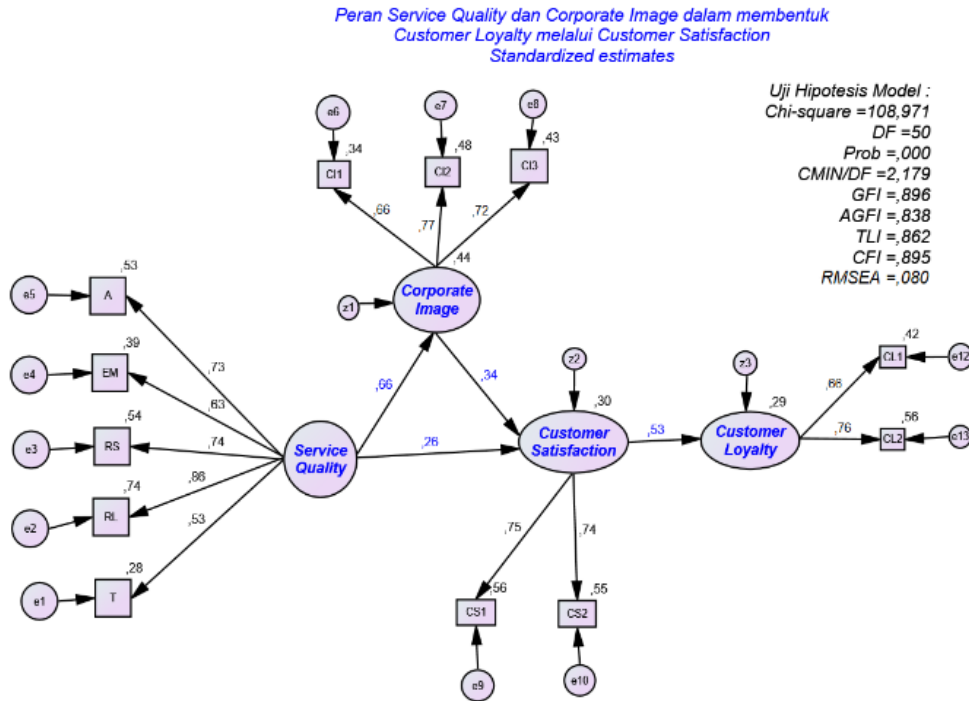 Peran Service Quality dan Corporate Image dalam membentuk
Customer Loyalty melalui Customer Satisfaction
Standardized estimates
Uji Hipotesis Model :
Chi-square =108,971
DF =50
Prob =,000
CMIN/DF =2,179
GFI =,896
AGFI =,838
TLI =,862
CFI =,895
RMSEA =,080
e6
e7
e8
,34
,48
,43
CI1
CI2
CI3
,66
,77
,72
,44
Corporate
Image
z1
,53
e5
A
,73
,39
e4
EM
,63
,54
e3
RS
,74
,74
e2
RL
,86
,28
e1
T
,53
Service
Quality
,66
,34
,26
z2
,30
Customer
Satisfaction
,53
z3
,29
Customer
Loyalty
,42
CL1
e12
,66
,56
CL2
e13
,76
,75
,74
,56
,55
CS1
CS2
e9
e10